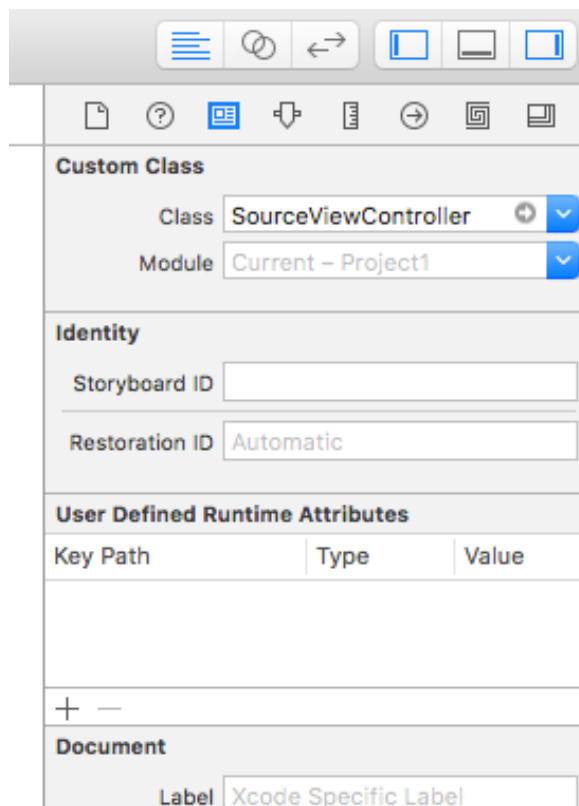 Custom Class
Class SourceViewController
Module Current – Project1
Identity
Storyboard ID
Restoration ID Automatic
User Defined Runtime Attributes
Key Path Type Value
Document
Label Xcode Specific Label